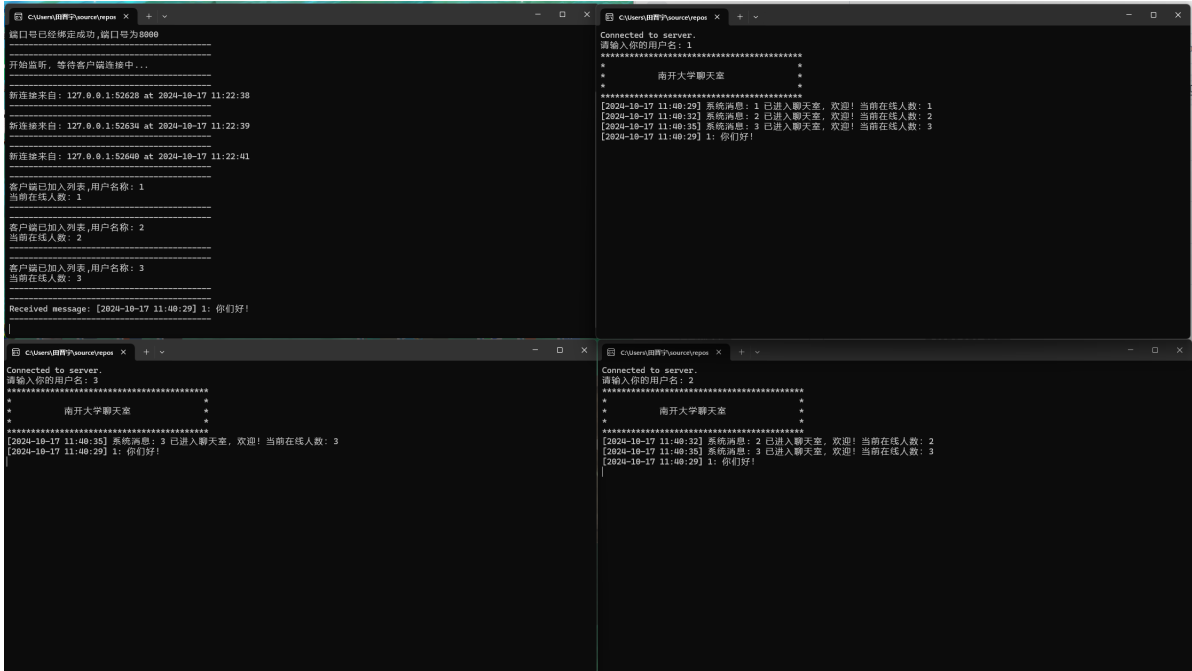 C:\Users\田晋宇\source\repos
端口号已经绑定成功,端口号为8000
----------------------------------------
----------------------------------------
开始监听，等待客户端连接中...
----------------------------------------
----------------------------------------
新连接来自: 127.0.0.1:52628 at 2024-10-17 11:22:38
----------------------------------------
----------------------------------------
新连接来自: 127.0.0.1:52634 at 2024-10-17 11:22:39
----------------------------------------
----------------------------------------
新连接来自: 127.0.0.1:52640 at 2024-10-17 11:22:41
----------------------------------------
----------------------------------------
客户端已加入列表,用户名称: 1
当前在线人数: 1
----------------------------------------
----------------------------------------
客户端已加入列表,用户名称: 2
当前在线人数: 2
----------------------------------------
----------------------------------------
客户端已加入列表,用户名称: 3
当前在线人数: 3
----------------------------------------
----------------------------------------
Received message: [2024-10-17 11:40:29] 1: 你们好!
----------------------------------------
C:\Users\田晋宇\source\repos
Connected to server.
请输入你的用户名: 1
******************************************
* *
* 南开大学聊天室 *
* *
******************************************
[2024-10-17 11:40:29] 系统消息: 1 已进入聊天室，欢迎! 当前在线人数: 1
[2024-10-17 11:40:32] 系统消息: 2 已进入聊天室，欢迎! 当前在线人数: 2
[2024-10-17 11:40:35] 系统消息: 3 已进入聊天室，欢迎! 当前在线人数: 3
[2024-10-17 11:40:29] 1: 你们好!
C:\Users\田晋宇\source\repos
Connected to server.
请输入你的用户名: 3
******************************************
* *
* 南开大学聊天室 *
* *
******************************************
[2024-10-17 11:40:35] 系统消息: 3 已进入聊天室，欢迎! 当前在线人数: 3
[2024-10-17 11:40:29] 1: 你们好!
C:\Users\田晋宇\source\repos
Connected to server.
请输入你的用户名: 2
******************************************
* *
* 南开大学聊天室 *
* *
******************************************
[2024-10-17 11:40:32] 系统消息: 2 已进入聊天室，欢迎! 当前在线人数: 2
[2024-10-17 11:40:35] 系统消息: 3 已进入聊天室，欢迎! 当前在线人数: 3
[2024-10-17 11:40:29] 1: 你们好!